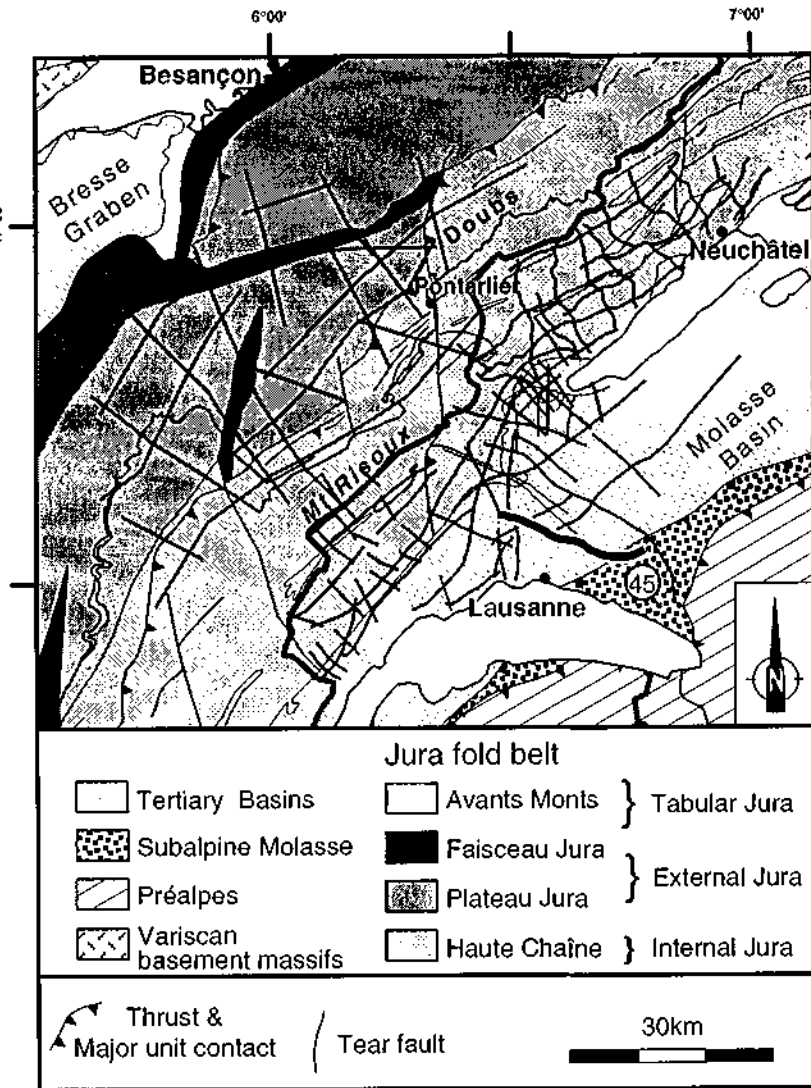 6°00'
7°00'
Besançon
Bresse
Graben
Doubs
Neuchâtel
Pontarlier
Mt Risoux
Molasse
Basin
45
Lausanne
N
Jura fold belt
Tertiary Basins
Avants Monts
} Tabular Jura
Subalpine Molasse
Faisceau Jura
} External Jura
Préalpes
Plateau Jura
Variscan
basement massifs
Haute Chaîne
} Internal Jura
Thrust &
Major unit contact
Tear fault
30km